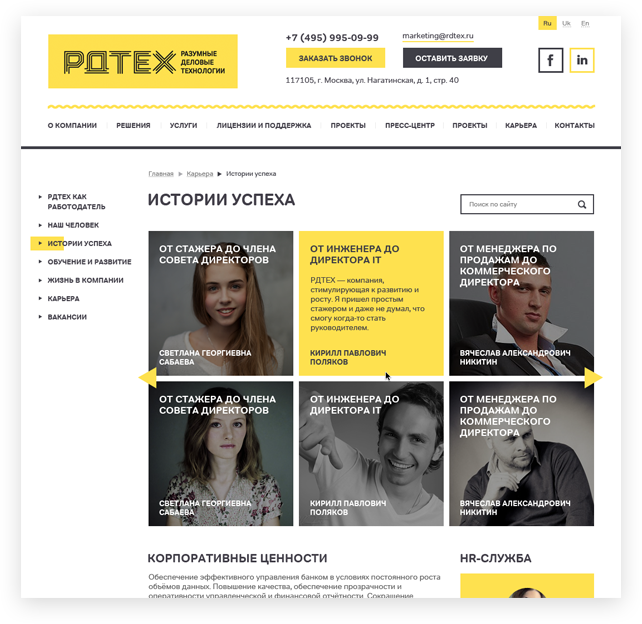 Ru Uk En
РДТЕХ
РАЗУМНЫЕ
ДЕЛОВЫЕ
ТЕХНОЛОГИИ
+7 (495) 995-09-99
marketing@rdtex.ru
ЗАКАЗАТЬ ЗВОНОК
ОСТАВИТЬ ЗАЯВКУ
117105, г. Москва, ул. Нагатинская, д. 1, стр. 40
f
in
О КОМПАНИИ РЕШЕНИЯ УСЛУГИ ЛИЦЕНЗИИ И ПОДДЕРЖКА ПРОЕКТЫ ПРЕСС-ЦЕНТР ПРОЕКТЫ КАРЬЕРА КОНТАКТЫ
Главная Карьера Истории успеха
РДТЕХ КАК
РАБОТОДАТЕЛЬ
НАШ ЧЕЛОВЕК
ИСТОРИИ УСПЕХА
ОБУЧЕНИЕ И РАЗВИТИЕ
ЖИЗНЬ В КОМПАНИИ
КАРЬЕРА
ВАКАНСИИ
ИСТОРИИ УСПЕХА
Поиск по сайту
ОТ СТАЖЕРА ДО ЧЛЕНА
СОВЕТА ДИРЕКТОРОВ
СВЕТЛАНА ГЕОРГИЕВНА
САБАЕВА
ОТ ИНЖЕНЕРА ДО
ДИРЕКТОРА IT
РДТЕХ — компания,
стимулирующая к развитию и
росту. Я пришел простым
стажером и даже не думал, что
смогу когда-то стать
руководителем.
КИРИЛЛ ПАВЛОВИЧ
ПОЛЯКОВ
ОТ МЕНЕДЖЕРА ПО
ПРОДАЖАМ ДО
КОММЕРЧЕСКОГО
ДИРЕКТОРА
ВЯЧЕСЛАВ АЛЕКСАНДРОВИЧ
НИКИТИН
ОТ СТАЖЕРА ДО ЧЛЕНА
СОВЕТА ДИРЕКТОРОВ
СВЕТЛАНА ГЕОРГИЕВНА
САБАЕВА
ОТ ИНЖЕНЕРА ДО
ДИРЕКТОРА IT
КИРИЛЛ ПАВЛОВИЧ
ПОЛЯКОВ
ОТ МЕНЕДЖЕРА ПО
ПРОДАЖАМ ДО
КОММЕРЧЕСКОГО
ДИРЕКТОРА
ВЯЧЕСЛАВ АЛЕКСАНДРОВИЧ
НИКИТИН
КОРПОРАТИВНЫЕ ЦЕННОСТИ
Обеспечение эффективного управления банком в условиях постоянного роста
объёмов данных. Повышение качества, обеспечение прозрачности и
оперативности управленческой и финансовой отчётности. Сокращение
HR-СЛУЖБА